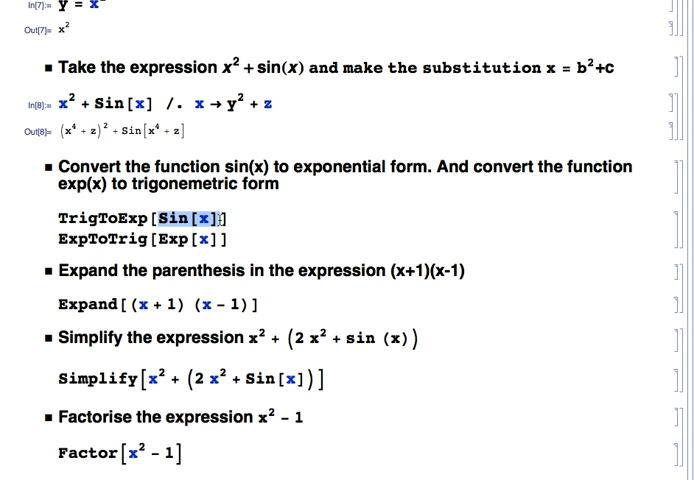 In[7]:= y = x²
Out[7]= x²
▪ Take the expression x² + sin(x) and make the substitution x = b²+c
In[8]:= x² + Sin[x] /. x → y² + z
Out[8]= (x⁴ + z)² + Sin[x⁴ + z]
▪ Convert the function sin(x) to exponential form. And convert the function
exp(x) to trigonemetric form
TrigToExp[Sin[x]]
ExpToTrig[Exp[x]]
▪ Expand the parenthesis in the expression (x+1)(x-1)
Expand[(x + 1) (x - 1)]
▪ Simplify the expression x² + (2 x² + sin (x))
Simplify[x² + (2 x² + Sin[x])]
▪ Factorise the expression x² - 1
Factor[x² - 1]